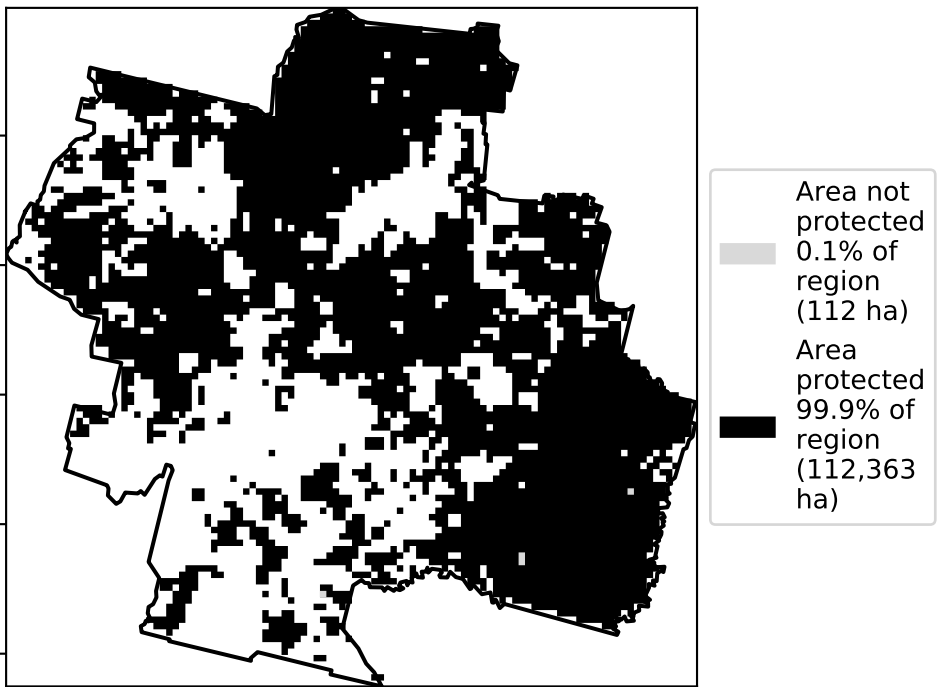 Area not
protected
0.1% of
region
(112 ha)
Area
protected
99.9% of
region
(112,363
ha)